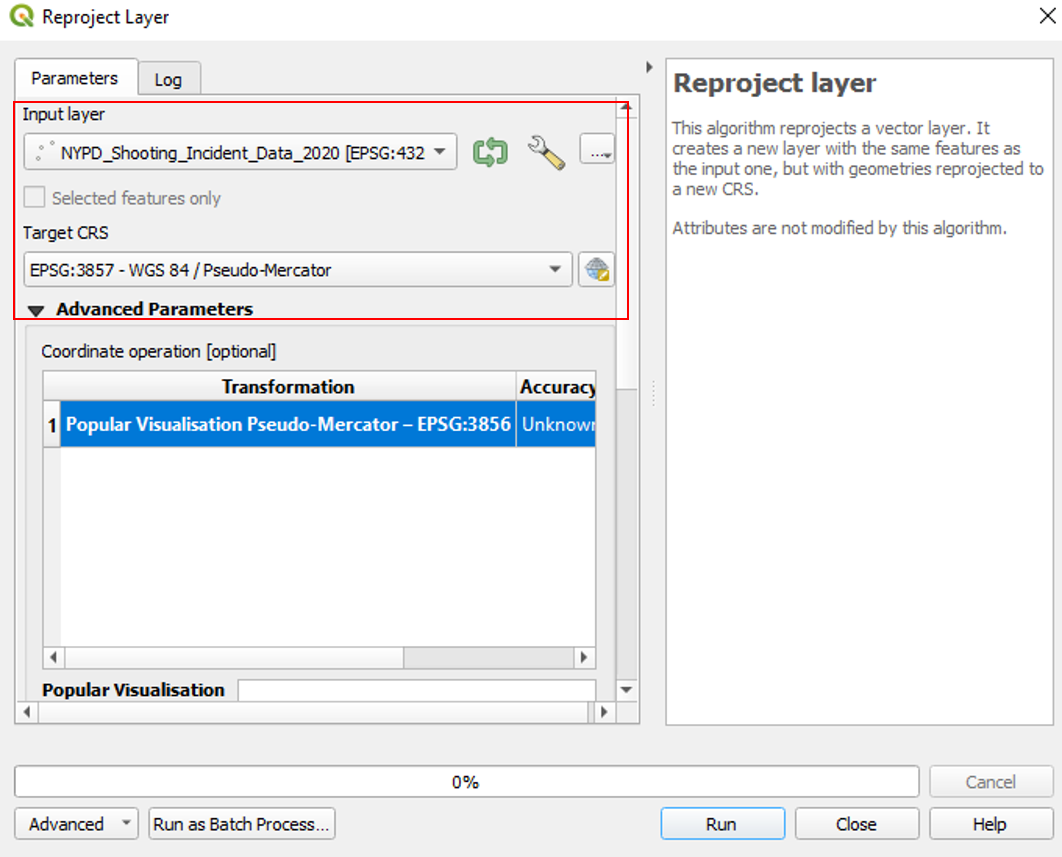 Reproject Layer
Parameters
Log
Input layer
NYPD_Shooting_Incident_Data_2020 [EPSG:432
...
Selected features only
Target CRS
EPSG:3857 - WGS 84 / Pseudo-Mercator
Advanced Parameters
Coordinate operation [optional]
Transformation Accuracy
1 Popular Visualisation Pseudo-Mercator – EPSG:3856 Unknown
Popular Visualisation
Reproject layer
This algorithm reprojects a vector layer. It
creates a new layer with the same features as
the input one, but with geometries reprojected to
a new CRS.
Attributes are not modified by this algorithm.
0%
Cancel
Advanced
Run as Batch Process...
Run
Close
Help